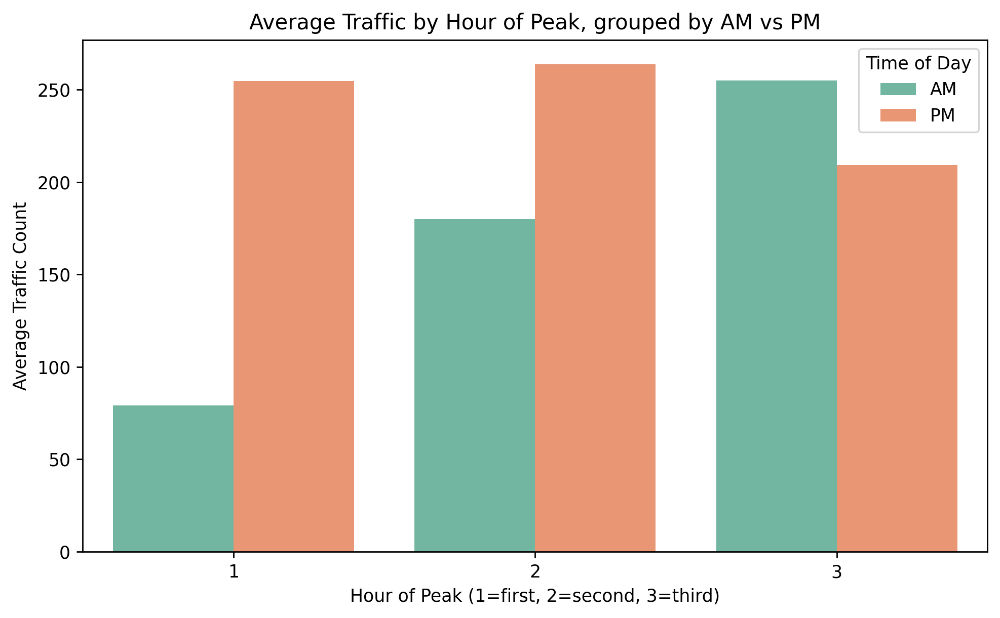 Average Traffic by Hour of Peak, grouped by AM vs PM
Time of Day
AM
PM
Average Traffic Count
250
200
150
100
50
0
1
2
3
Hour of Peak (1=first, 2=second, 3=third)